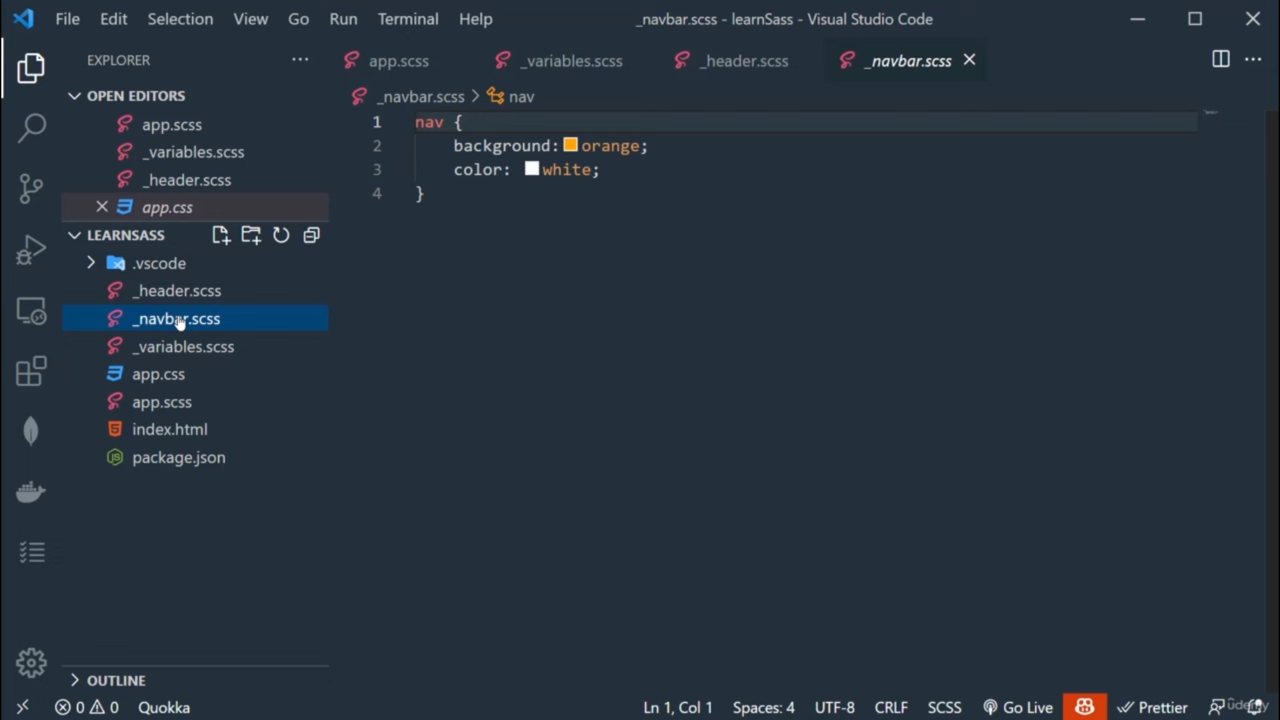 File Edit Selection View Go Run Terminal Help _navbar.scss - learnSass - Visual Studio Code
EXPLORER
app.scss _variables.scss _header.scss _navbar.scss
OPEN EDITORS
app.scss
_variables.scss
_header.scss
app.css
LEARNSASS
.vscode
_header.scss
_navbar.scss
_variables.scss
app.css
app.scss
index.html
package.json
OUTLINE
_navbar.scss > nav
1 nav {
2 background: orange;
3 color: white;
4 }
0 0 Quokka Ln 1, Col 1 Spaces: 4 UTF-8 CRLF SCSS Go Live Prettier
udemy